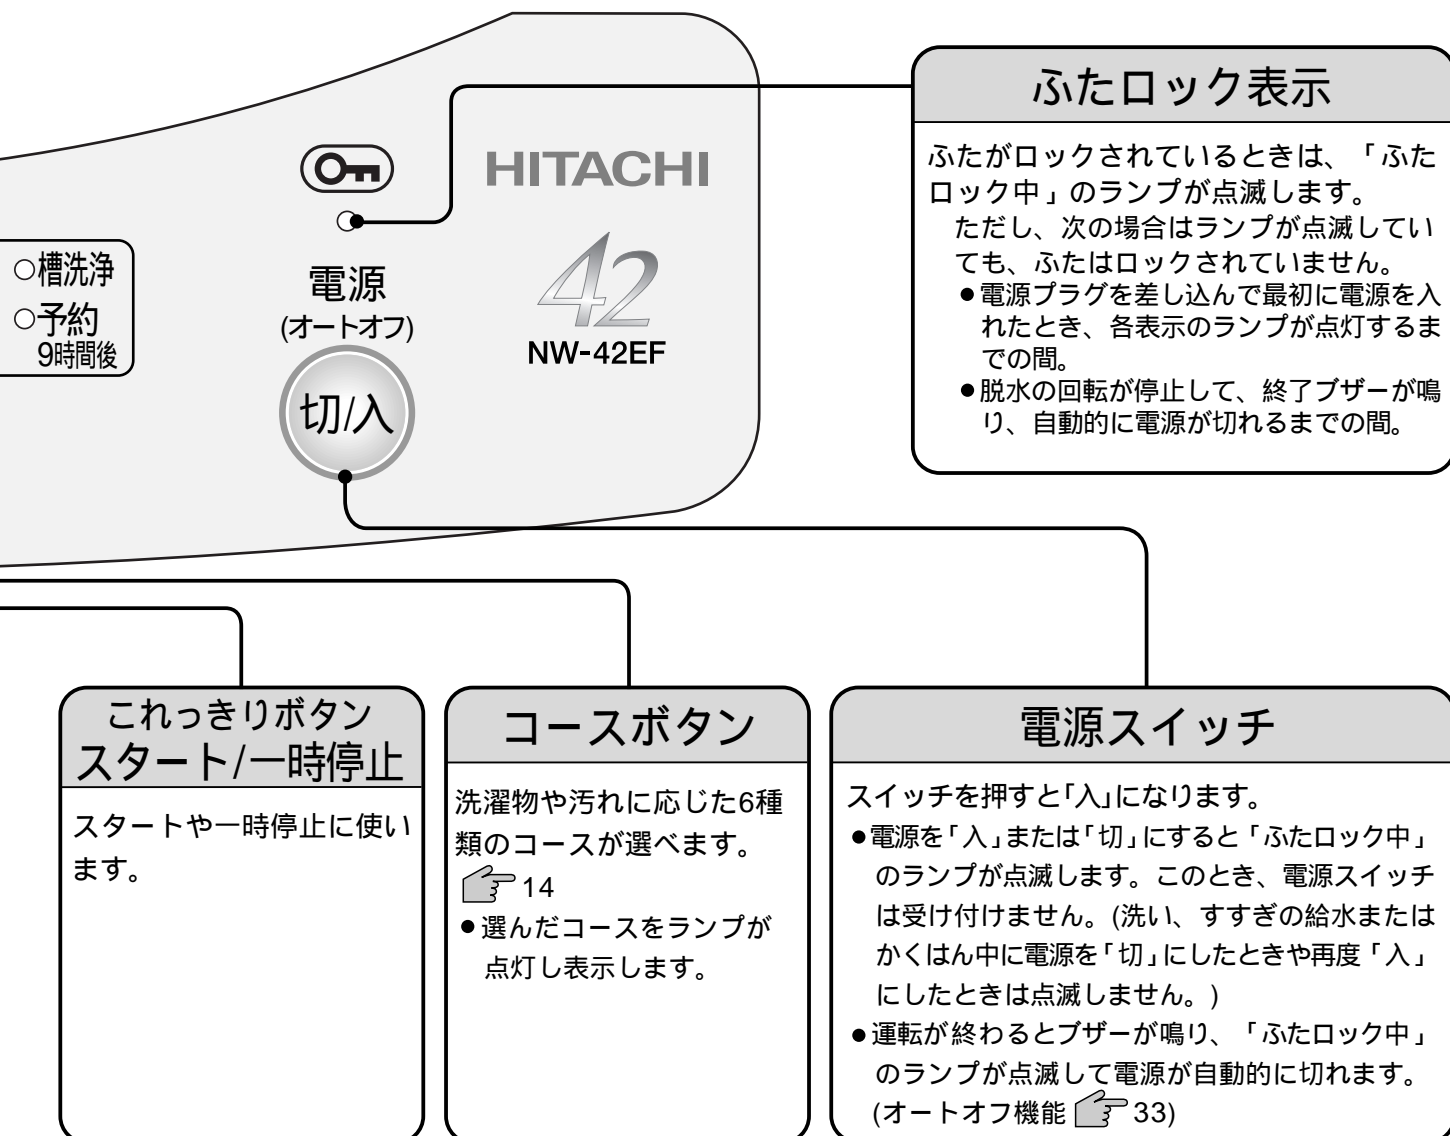 HITACHI
○槽洗浄
○予約
9時間後
電源
(オートオフ)
切/入
42
NW-42EF
ふたロック表示
ふたがロックされているときは、「ふた
ロック中」のランプが点滅します。
ただし、次の場合はランプが点滅してい
ても、ふたはロックされていません。
●電源プラグを差し込んで最初に電源を入
れたとき、各表示のランプが点灯するま
での間。
●脱水の回転が停止して、終了ブザーが鳴
り、自動的に電源が切れるまでの間。
これっきりボタン
スタート/一時停止
スタートや一時停止に使い
ます。
コースボタン
洗濯物や汚れに応じた6種
類のコースが選べます。
14
●選んだコースをランプが
点灯し表示します。
電源スイッチ
スイッチを押すと「入」になります。
●電源を「入」または「切」にすると「ふたロック中」
のランプが点滅します。このとき、電源スイッチ
は受け付けません。(洗い、すすぎの給水または
かくはん中に電源を「切」にしたときや再度「入」
にしたときは点滅しません。)
●運転が終わるとブザーが鳴り、「ふたロック中」
のランプが点滅して電源が自動的に切れます。
(オートオフ機能 33)